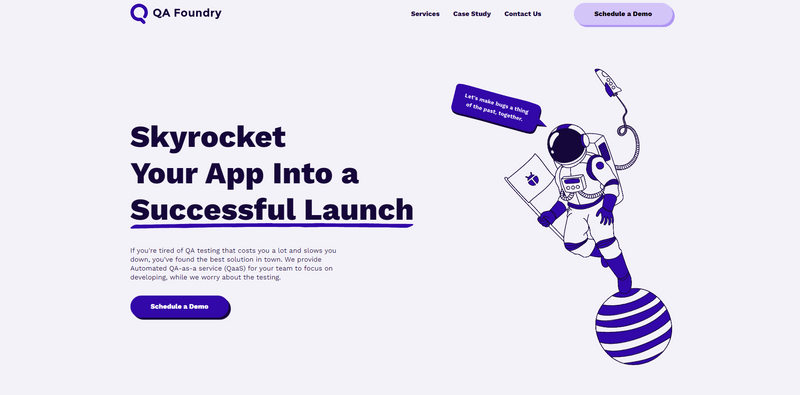 QA Foundry
Services
Case Study
Contact Us
Schedule a Demo
Let's make bugs a thing
of the past, together.
Skyrocket
Your App Into a
Successful Launch
If you're tired of QA testing that costs you a lot and slows you
down, you've found the best solution in town. We provide
Automated QA-as-a service (QaaS) for your team to focus on
developing, while we worry about the testing.
Schedule a Demo